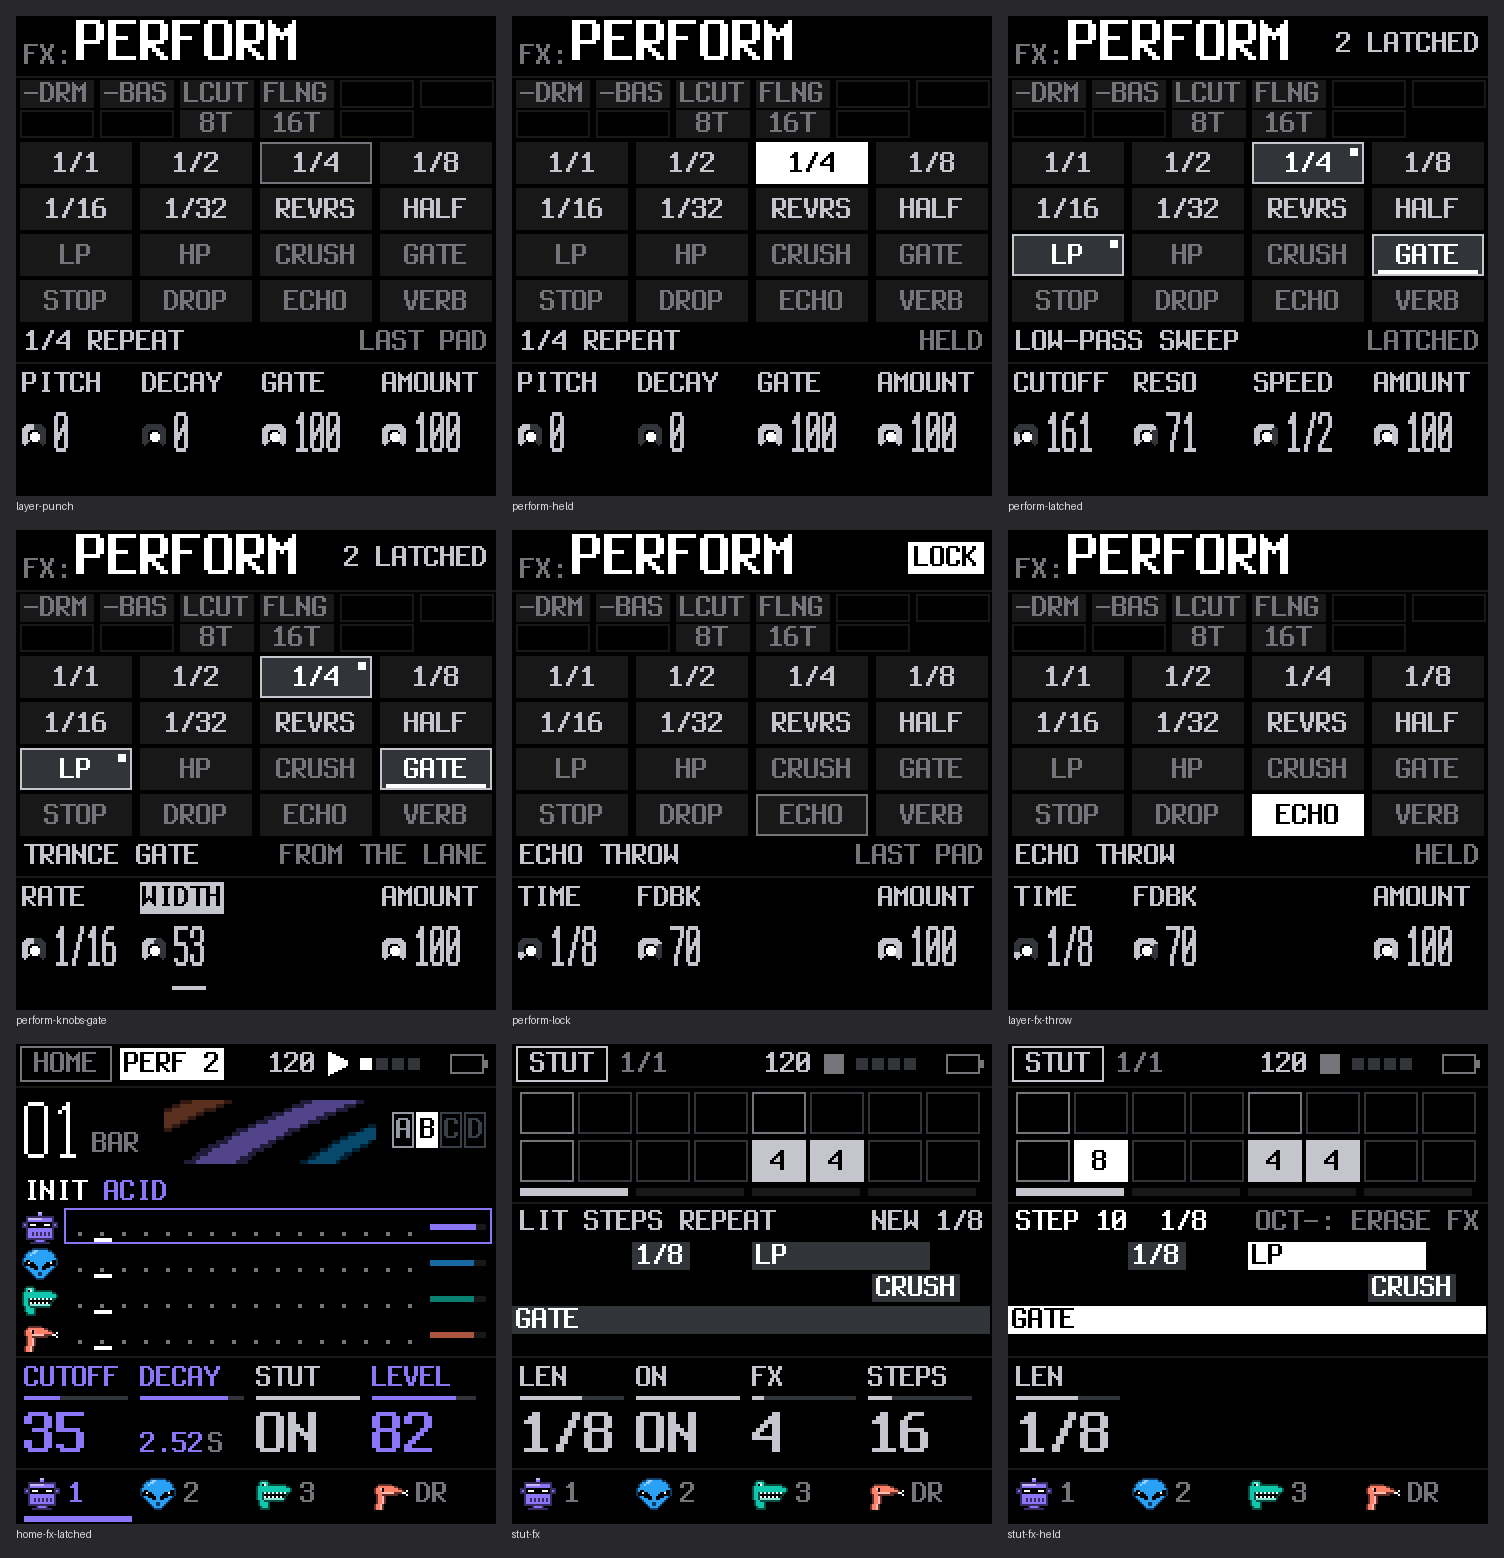 FX: PERFORM
-DRM -BAS LCUT FLNG
8T 16T
1/1 1/2 1/4 1/8
1/16 1/32 REVRS HALF
LP HP CRUSH GATE
STOP DROP ECHO VERB
1/4 REPEAT LAST PAD
PITCH DECAY GATE AMOUNT
0 0 100 100
layer-punch
FX: PERFORM
-DRM -BAS LCUT FLNG
8T 16T
1/1 1/2 1/4 1/8
1/16 1/32 REVRS HALF
LP HP CRUSH GATE
STOP DROP ECHO VERB
1/4 REPEAT HELD
PITCH DECAY GATE AMOUNT
0 0 100 100
perform-held
FX: PERFORM 2 LATCHED
-DRM -BAS LCUT FLNG
8T 16T
1/1 1/2 1/4 1/8
1/16 1/32 REVRS HALF
LP HP CRUSH GATE
STOP DROP ECHO VERB
LOW-PASS SWEEP LATCHED
CUTOFF RESO SPEED AMOUNT
161 71 1/2 100
perform-latched
FX: PERFORM 2 LATCHED
-DRM -BAS LCUT FLNG
8T 16T
1/1 1/2 1/4 1/8
1/16 1/32 REVRS HALF
LP HP CRUSH GATE
STOP DROP ECHO VERB
TRANCE GATE FROM THE LANE
RATE WIDTH AMOUNT
1/16 53 100
perform-knobs-gate
FX: PERFORM LOCK
-DRM -BAS LCUT FLNG
8T 16T
1/1 1/2 1/4 1/8
1/16 1/32 REVRS HALF
LP HP CRUSH GATE
STOP DROP ECHO VERB
ECHO THROW LAST PAD
TIME FDBK AMOUNT
1/8 70 100
perform-lock
FX: PERFORM
-DRM -BAS LCUT FLNG
8T 16T
1/1 1/2 1/4 1/8
1/16 1/32 REVRS HALF
LP HP CRUSH GATE
STOP DROP ECHO VERB
ECHO THROW HELD
TIME FDBK AMOUNT
1/8 70 100
layer-fx-throw
HOME PERF 2 120
01 BAR A B C D
INIT ACID
CUTOFF DECAY STUT LEVEL
35 2.52S ON 82
1 2 3 DR
home-fx-latched
STUT 1/1 120
4 4
LIT STEPS REPEAT NEW 1/8
1/8 LP
CRUSH
GATE
LEN ON FX STEPS
1/8 ON 4 16
1 2 3 DR
stut-fx
STUT 1/1 120
8 4 4
STEP 10 1/8 OCT-: ERASE FX
1/8 LP
CRUSH
GATE
LEN
1/8
1 2 3 DR
stut-fx-held